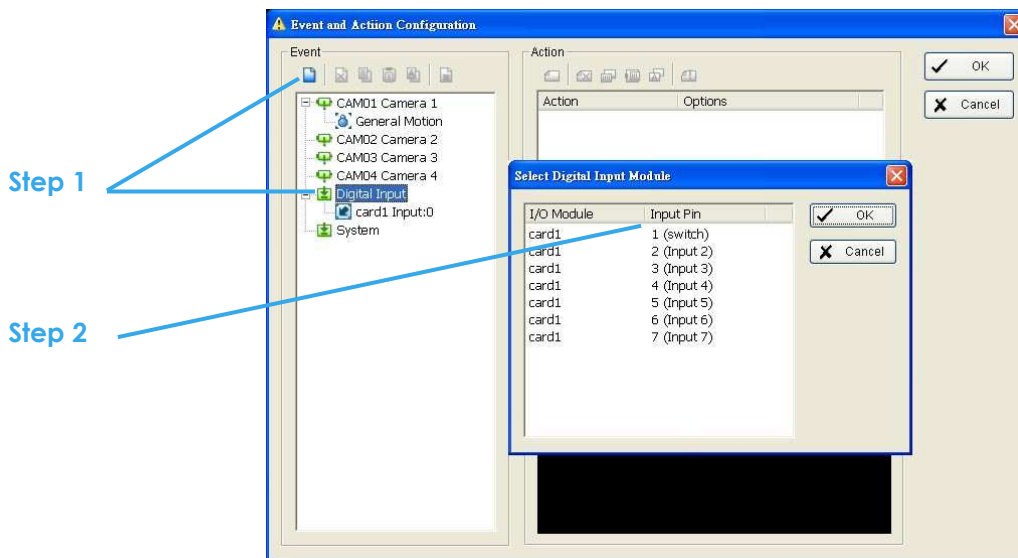 Event and Actiion Configuration
Event
Action
OK
Cancel
Action Options
CAM01 Camera 1
General Motion
CAM02 Camera 2
CAM03 Camera 3
CAM04 Camera 4
Digital Input
card1 Input:0
System
Step 1
Step 2
Select Digital Input Module
I/O Module Input Pin
card1 1 (switch)
card1 2 (Input 2)
card1 3 (Input 3)
card1 4 (Input 4)
card1 5 (Input 5)
card1 6 (Input 6)
card1 7 (Input 7)
OK
Cancel